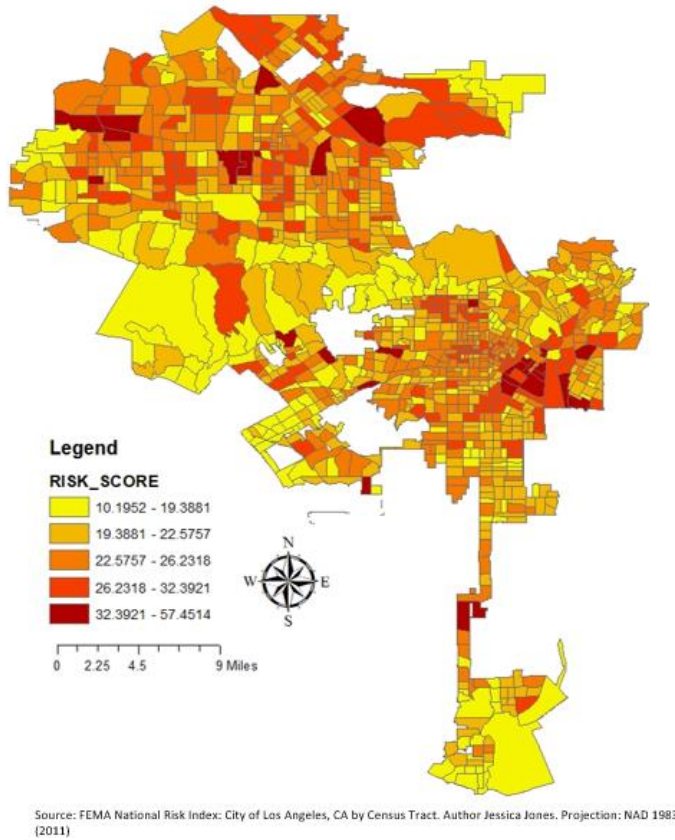 Legend
RISK_SCORE
10.1952 - 19.3881
19.3881 - 22.5757
22.5757 - 26.2318
26.2318 - 32.3921
32.3921 - 57.4514
N
W E
S
0 2.25 4.5 9 Miles
Source: FEMA National Risk Index: City of Los Angeles, CA by Census Tract. Author Jessica Jones. Projection: NAD 1983
(2011)